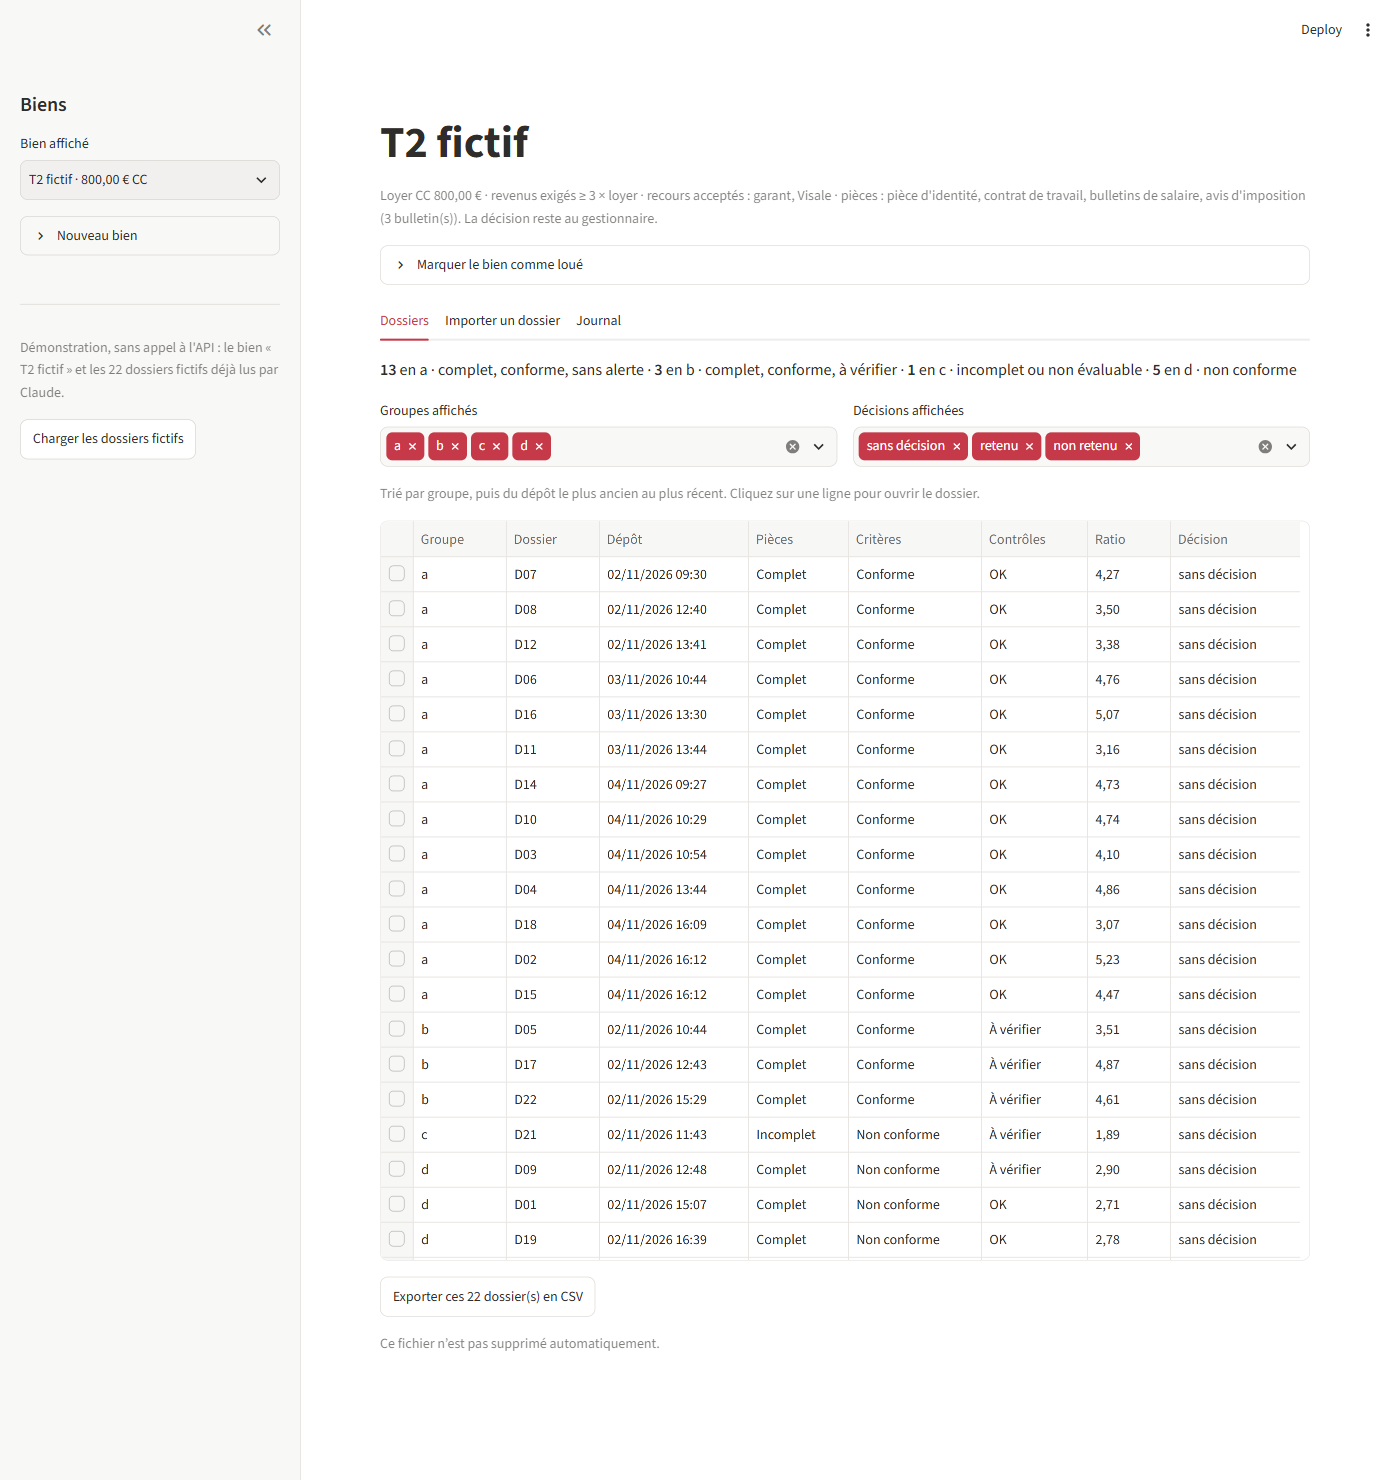 Deploy
Biens
Bien affiché
T2 fictif · 800,00 € CC
Nouveau bien
Démonstration, sans appel à l'API : le bien «
T2 fictif » et les 22 dossiers fictifs déjà lus par
Claude.
Charger les dossiers fictifs
T2 fictif
Loyer CC 800,00 € · revenus exigés ≥ 3 × loyer · recours acceptés : garant, Visale · pièces : pièce d'identité, contrat de travail, bulletins de salaire, avis d'imposition
(3 bulletin(s)). La décision reste au gestionnaire.
Marquer le bien comme loué
Dossiers Importer un dossier Journal
13 en a · complet, conforme, sans alerte · 3 en b · complet, conforme, à vérifier · 1 en c · incomplet ou non évaluable · 5 en d · non conforme
Groupes affichés Décisions affichées
a × b × c × d × sans décision × retenu × non retenu ×
Trié par groupe, puis du dépôt le plus ancien au plus récent. Cliquez sur une ligne pour ouvrir le dossier.
Groupe Dossier Dépôt Pièces Critères Contrôles Ratio Décision
a D07 02/11/2026 09:30 Complet Conforme OK 4,27 sans décision
a D08 02/11/2026 12:40 Complet Conforme OK 3,50 sans décision
a D12 02/11/2026 13:41 Complet Conforme OK 3,38 sans décision
a D06 03/11/2026 10:44 Complet Conforme OK 4,76 sans décision
a D16 03/11/2026 13:30 Complet Conforme OK 5,07 sans décision
a D11 03/11/2026 13:44 Complet Conforme OK 3,16 sans décision
a D14 04/11/2026 09:27 Complet Conforme OK 4,73 sans décision
a D10 04/11/2026 10:29 Complet Conforme OK 4,74 sans décision
a D03 04/11/2026 10:54 Complet Conforme OK 4,10 sans décision
a D04 04/11/2026 13:44 Complet Conforme OK 4,86 sans décision
a D18 04/11/2026 16:09 Complet Conforme OK 3,07 sans décision
a D02 04/11/2026 16:12 Complet Conforme OK 5,23 sans décision
a D15 04/11/2026 16:12 Complet Conforme OK 4,47 sans décision
b D05 02/11/2026 10:44 Complet Conforme À vérifier 3,51 sans décision
b D17 02/11/2026 12:43 Complet Conforme À vérifier 4,87 sans décision
b D22 02/11/2026 15:29 Complet Conforme À vérifier 4,61 sans décision
c D21 02/11/2026 11:43 Incomplet Non conforme À vérifier 1,89 sans décision
d D09 02/11/2026 12:48 Complet Non conforme À vérifier 2,90 sans décision
d D01 02/11/2026 15:07 Complet Non conforme OK 2,71 sans décision
d D19 02/11/2026 16:39 Complet Non conforme OK 2,78 sans décision
Exporter ces 22 dossier(s) en CSV
Ce fichier n’est pas supprimé automatiquement.